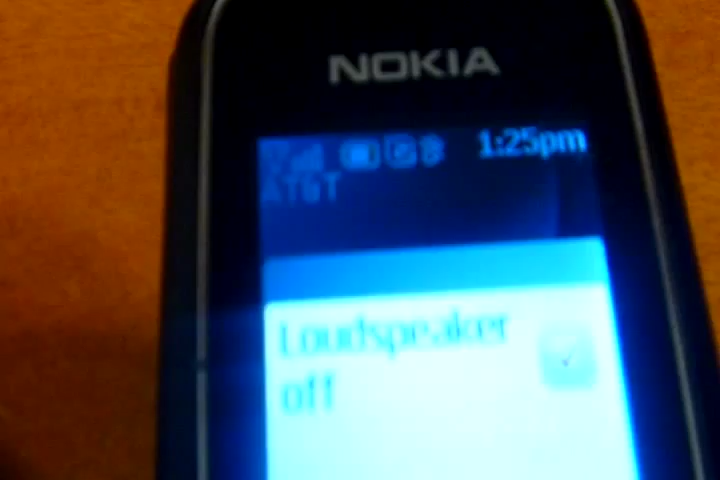 NOKIA
1:25pm
AT&T
Loudspeaker
off